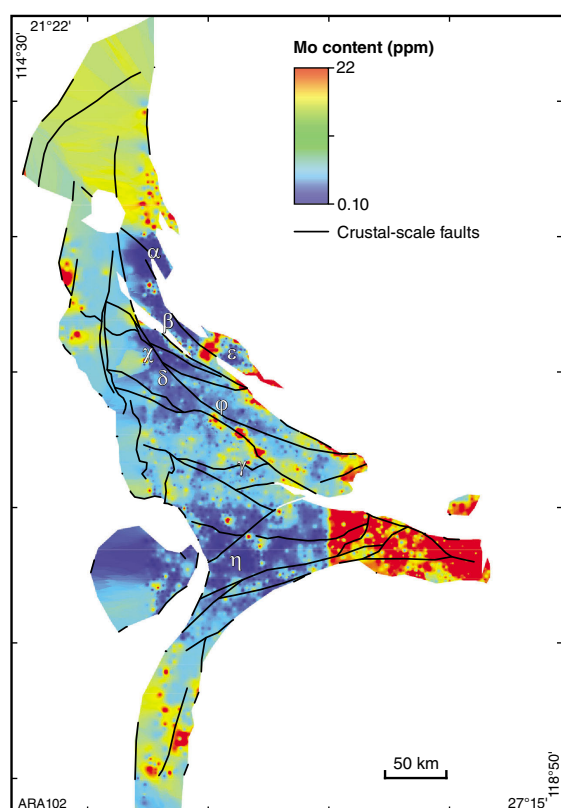 21°22'
114°30'
Mo content (ppm)
22
0.10
Crustal-scale faults
α
β
ε
χ
δ
φ
γ
η
50 km
118°50'
ARA102
27°15'